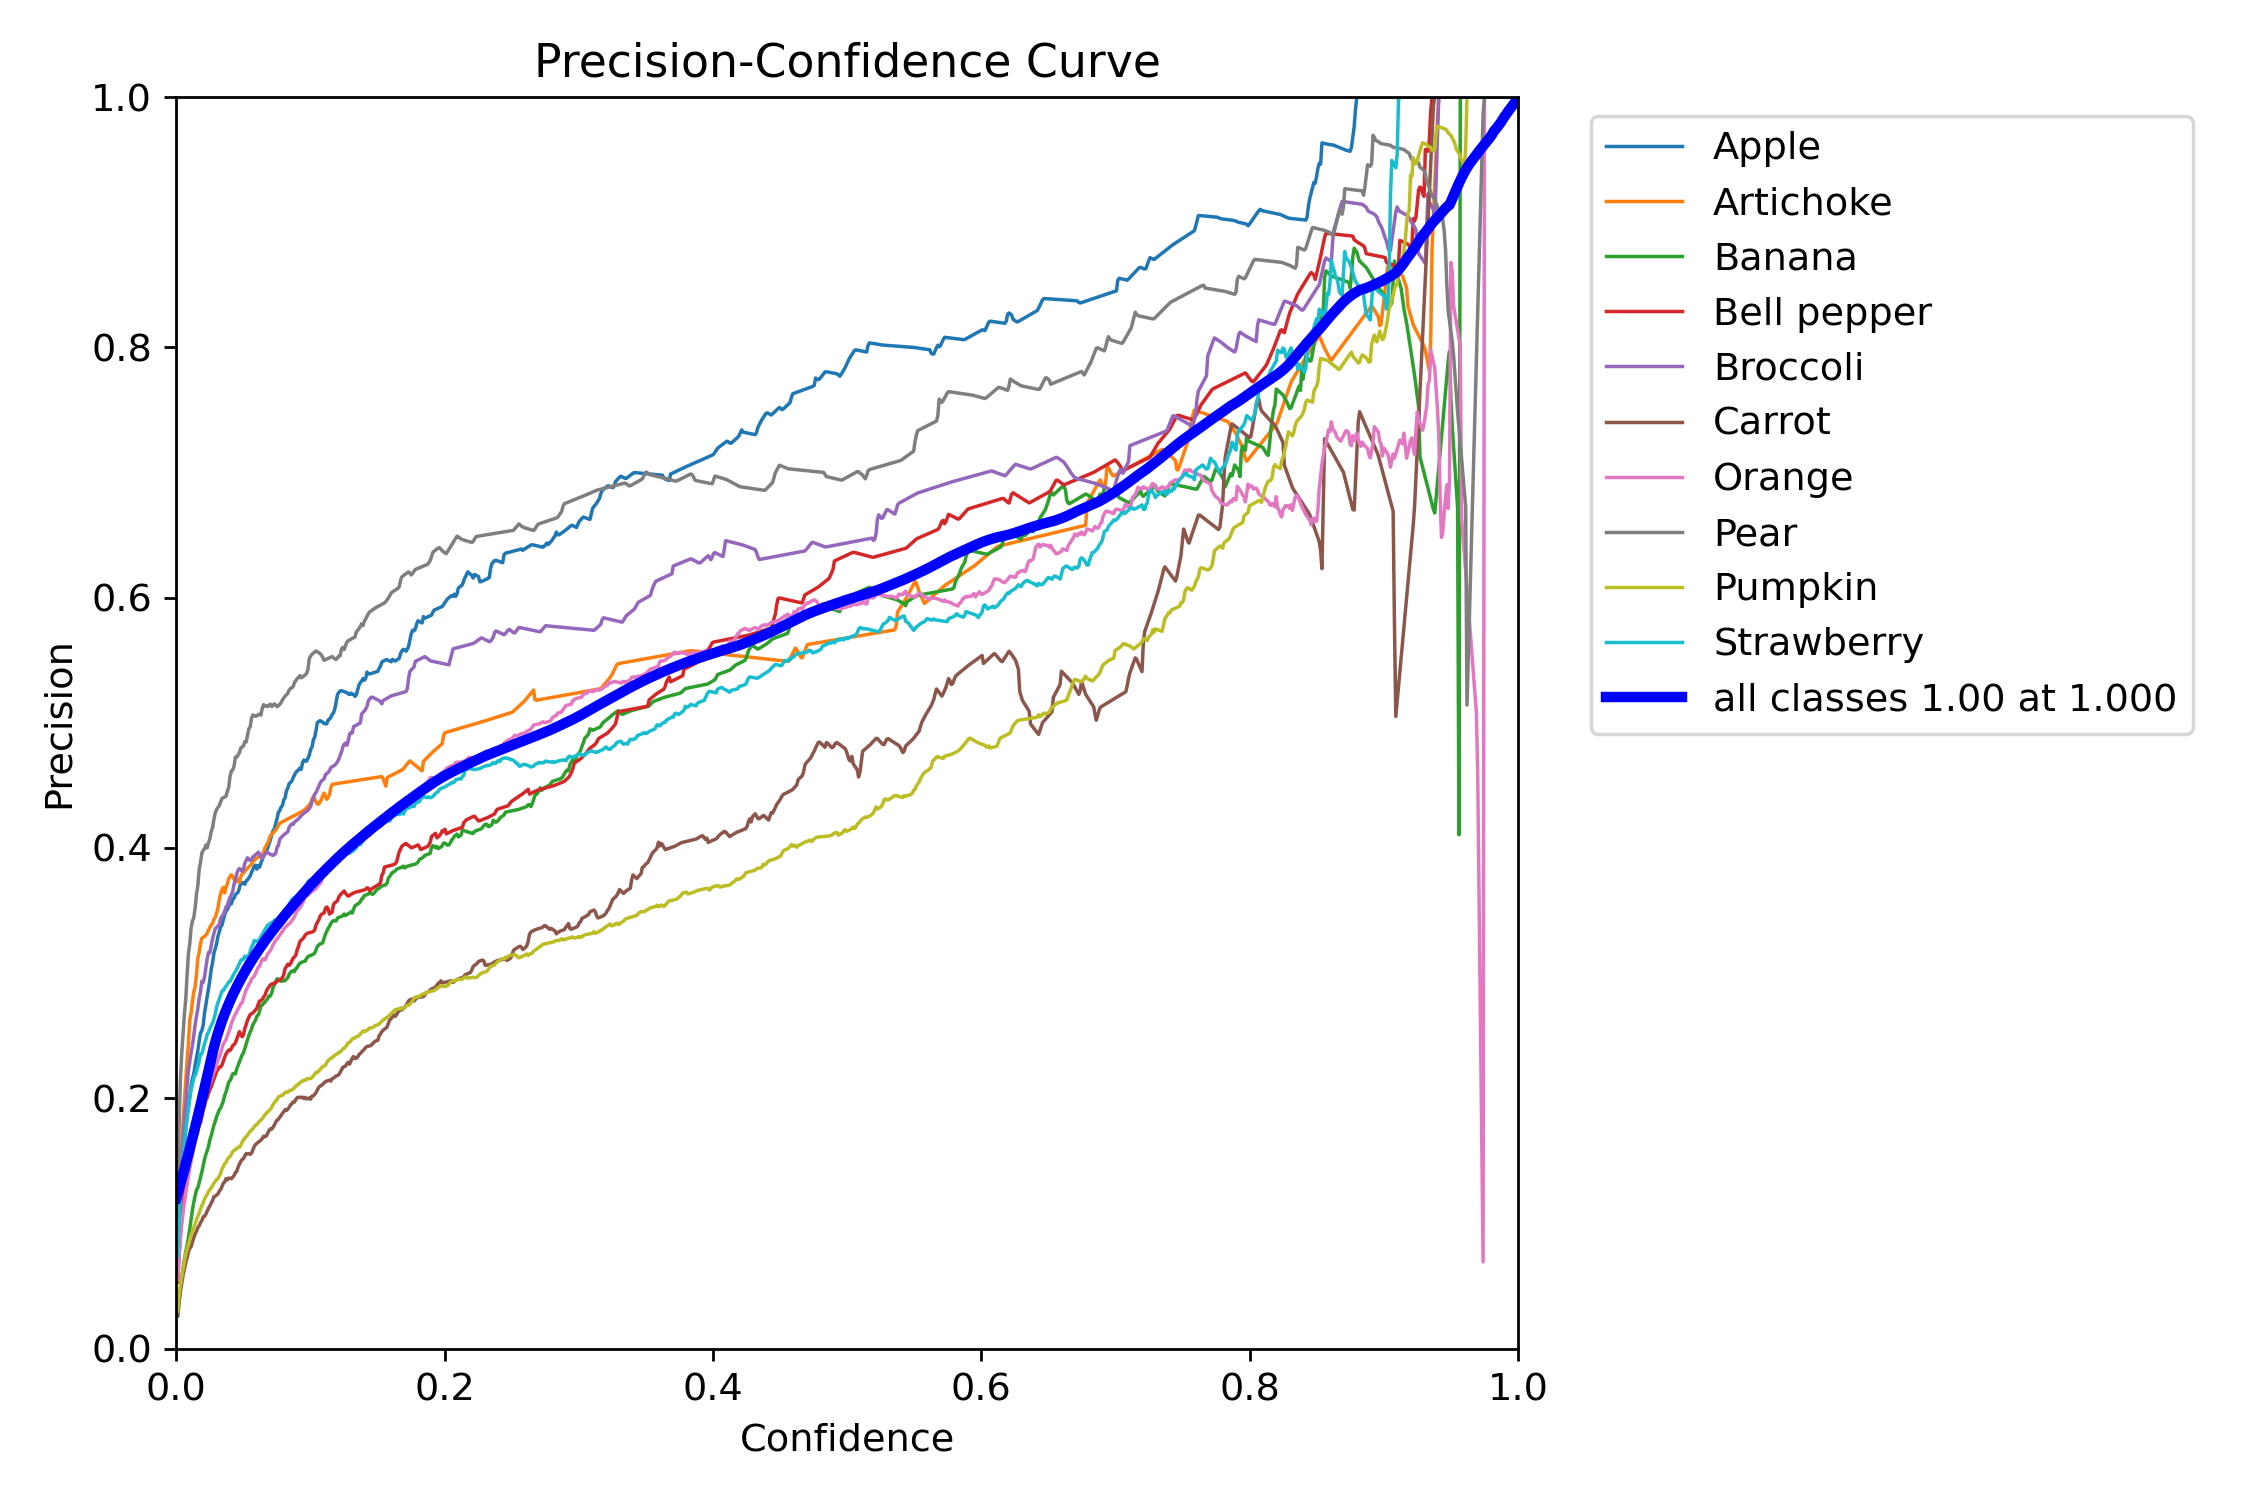 Precision-Confidence Curve
1.0
0.8
0.6
0.4
0.2
0.0
Precision
0.0 0.2 0.4 0.6 0.8 1.0
Confidence
Apple
Artichoke
Banana
Bell pepper
Broccoli
Carrot
Orange
Pear
Pumpkin
Strawberry
all classes 1.00 at 1.000